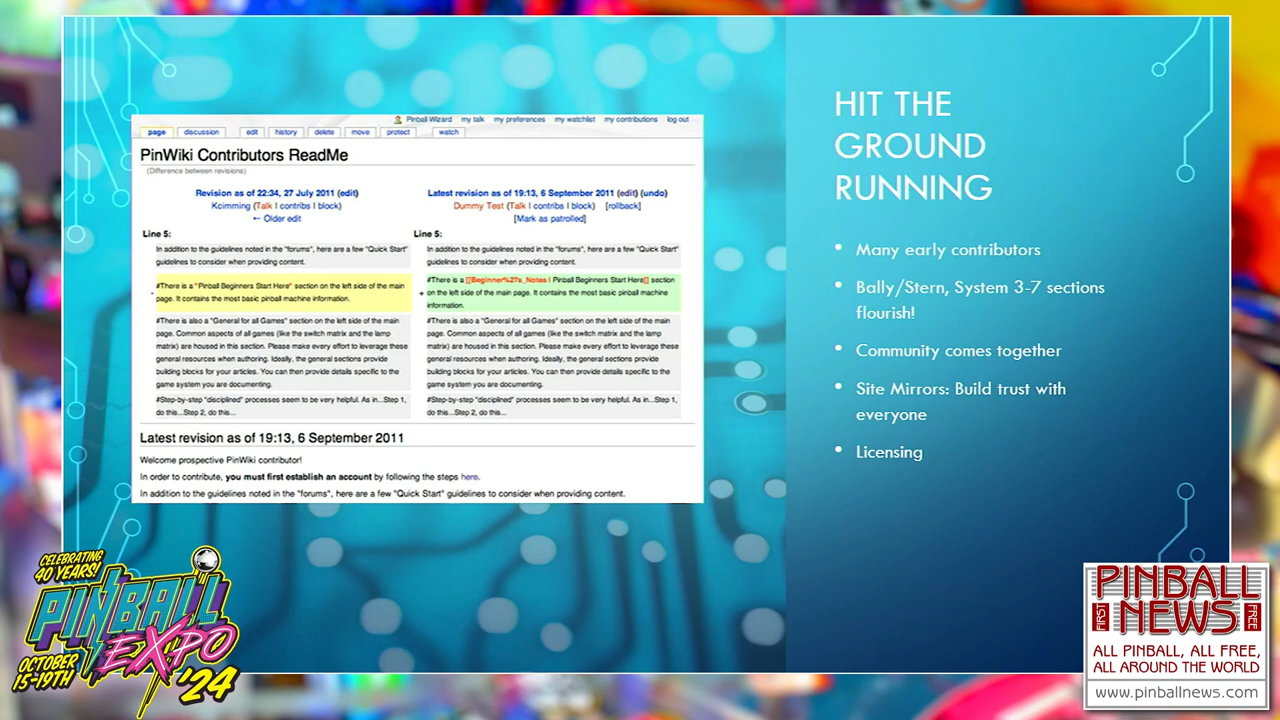 Pinball Wizard my talk my preferences my watchlist my contributions log out
page discussion edit history delete move protect watch
PinWiki Contributors ReadMe
(Difference between revisions)
Revision as of 22:34, 27 July 2011 (edit)
Kcimming (Talk | contribs | block)
← Older edit
Line 5:
In addition to the guidelines noted in the "forums", here are a few "Quick Start"
guidelines to consider when providing content.
- #There is a "Pinball Beginners Start Here" section on the left side of the main
page. It contains the most basic pinball machine
information.
#There is also a "General for all Games" section on the left side of the main
page. Common aspects of all games (like the switch matrix and the lamp
matrix) are housed in this section. Please make every effort to leverage these
general resources when authoring. Ideally, the general sections provide
building blocks for your articles. You can then provide details specific to the
game system you are documenting.
#Step-by-step "disciplined" processes seem to be very helpful. As in...Step 1,
do this...Step 2, do this...
Latest revision as of 19:13, 6 September 2011 (edit) (undo)
Dummy Test (Talk | contribs | block) [rollback]
[Mark as patrolled]
Line 5:
In addition to the guidelines noted in the "forums", here are a few "Quick Start"
guidelines to consider when providing content.
+ #There is a [[Beginner%27s_Notes | Pinball Beginners Start Here]] section
on the left side of the main page. It contains the most basic pinball machine
information.
#There is also a "General for all Games" section on the left side of the main
page. Common aspects of all games (like the switch matrix and the lamp
matrix) are housed in this section. Please make every effort to leverage these
general resources when authoring. Ideally, the general sections provide
building blocks for your articles. You can then provide details specific to the
game system you are documenting.
#Step-by-step "disciplined" processes seem to be very helpful. As in...Step 1,
do this...Step 2, do this...
Latest revision as of 19:13, 6 September 2011
Welcome prospective PinWiki contributor!
In order to contribute, you must first establish an account by following the steps here.
In addition to the guidelines noted in the "forums", here are a few "Quick Start" guidelines to consider when providing content.
HIT THE
GROUND
RUNNING
• Many early contributors
• Bally/Stern, System 3-7 sections
flourish!
• Community comes together
• Site Mirrors: Build trust with
everyone
• Licensing
CELEBRATING
40 YEARS!
PINBALL
EXPO
OCTOBER
15-19TH
'24
PINBALL
FIRST NEWS FREE
ALL PINBALL, ALL FREE,
ALL AROUND THE WORLD
www.pinballnews.com